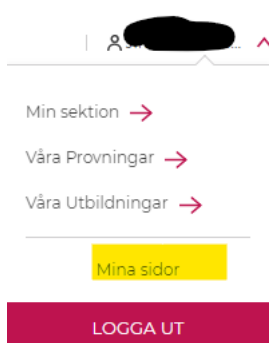 Min sektion
Våra Provningar
Våra Utbildningar
Mina sidor
LOGGA UT